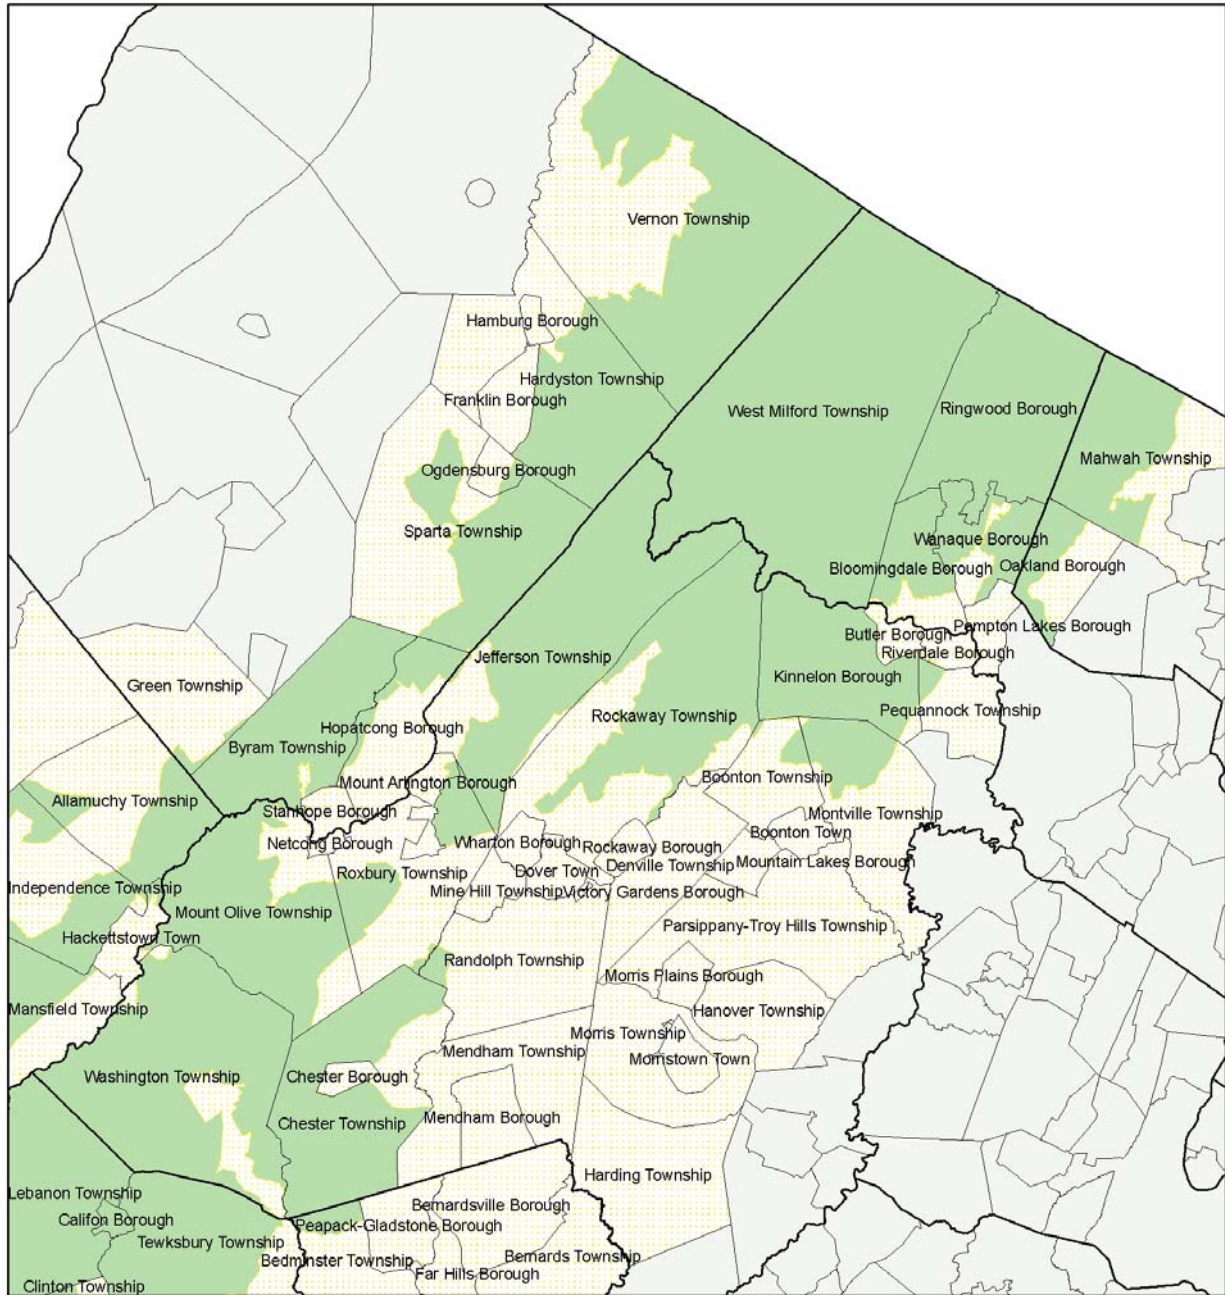 Vernon Township
Hamburg Borough
Hardyston Township
Franklin Borough
West Milford Township
Ringwood Borough
Mahwah Township
Ogdensburg Borough
Sparta Township
Wanaque Borough
Bloomingdale Borough
Oakland Borough
Pompton Lakes Borough
Butler Borough
Riverdale Borough
Jefferson Township
Kinnelon Borough
Green Township
Pequannock Township
Rockaway Township
Hopatcong Borough
Byram Township
Boonton Township
Mount Arlington Borough
Allamuchy Township
Stanhope Borough
Montville Township
Boonton Town
Netcong Borough
Wharton Borough
Rockaway Borough
Mountain Lakes Borough
Denville Township
Roxbury Township
Dover Town
Independence Township
Mine Hill Township
Victory Gardens Borough
Mount Olive Township
Parsippany-Troy Hills Township
Hackettstown Town
Randolph Township
Morris Plains Borough
Mansfield Township
Hanover Township
Morris Township
Mendham Township
Morristown Town
Washington Township
Chester Borough
Chester Township
Mendham Borough
Harding Township
Lebanon Township
Bernardsville Borough
Califon Borough
Peapack-Gladstone Borough
Tewksbury Township
Bedminster Township
Bernards Township
Far Hills Borough
Clinton Township